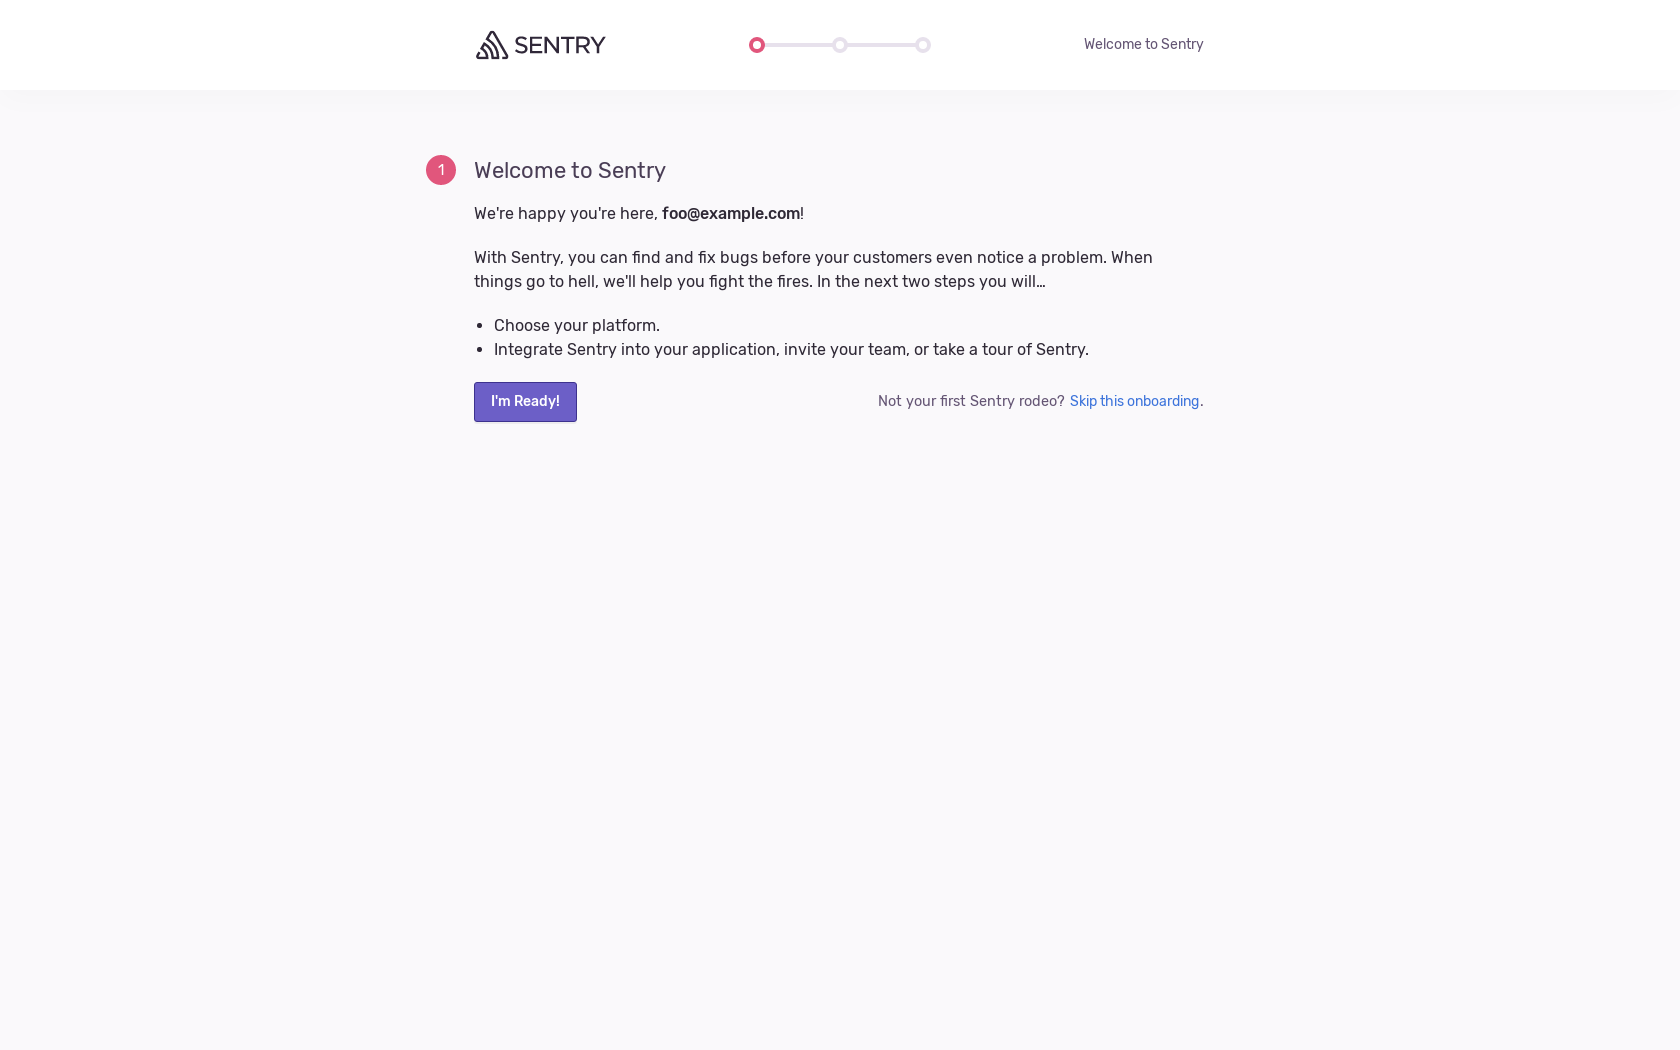 SENTRY
Welcome to Sentry
1
Welcome to Sentry
We're happy you're here, foo@example.com!
With Sentry, you can find and fix bugs before your customers even notice a problem. When
things go to hell, we'll help you fight the fires. In the next two steps you will…
• Choose your platform.
• Integrate Sentry into your application, invite your team, or take a tour of Sentry.
I'm Ready!
Not your first Sentry rodeo? Skip this onboarding.